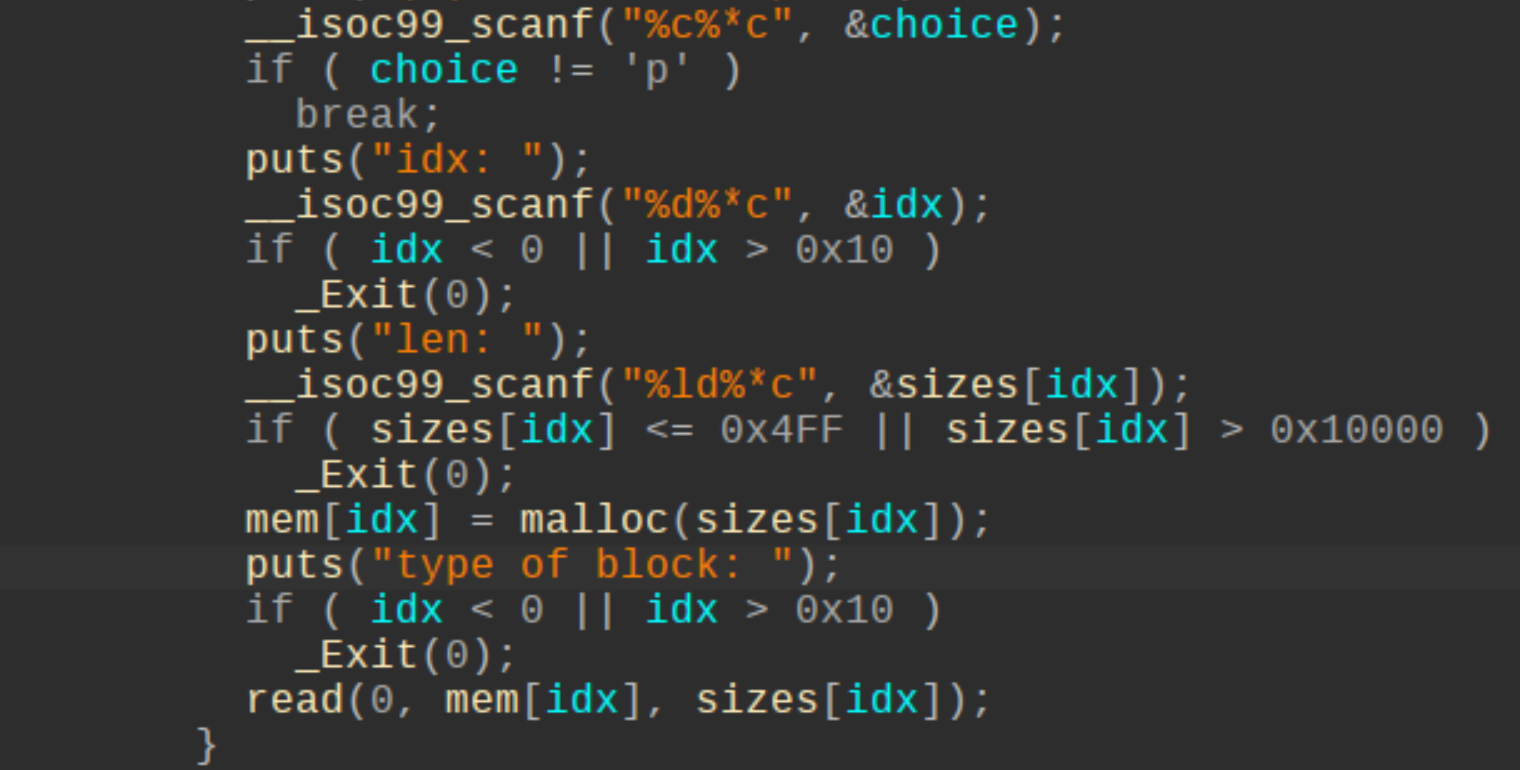 __isoc99_scanf("%c%*c", &choice);
if ( choice != 'p' )
break;
puts("idx: ");
__isoc99_scanf("%d%*c", &idx);
if ( idx < 0 || idx > 0x10 )
_Exit(0);
puts("len: ");
__isoc99_scanf("%ld%*c", &sizes[idx]);
if ( sizes[idx] <= 0x4FF || sizes[idx] > 0x10000 )
_Exit(0);
mem[idx] = malloc(sizes[idx]);
puts("type of block: ");
if ( idx < 0 || idx > 0x10 )
_Exit(0);
read(0, mem[idx], sizes[idx]);
}